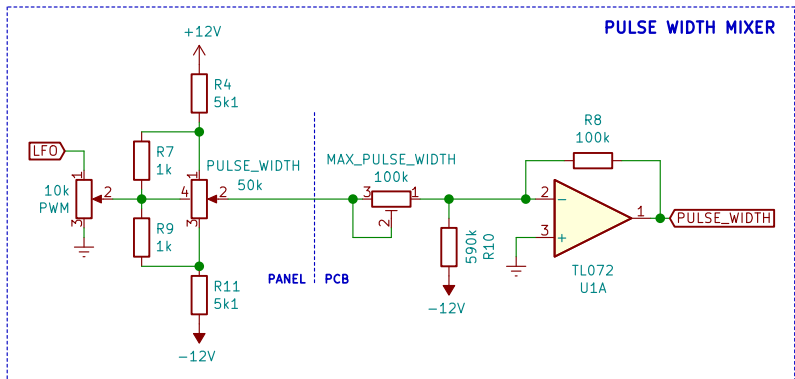 PULSE WIDTH MIXER
+12V
R4
5k1
LFO
R7
1k
PULSE_WIDTH
50k
1
4
2
3
10k
PWM
1
2
3
R9
1k
R11
5k1
-12V
PANEL
PCB
MAX_PULSE_WIDTH
100k
3
1
2
590k
R10
-12V
R8
100k
2
3
1
−
+
TL072
U1A
PULSE_WIDTH